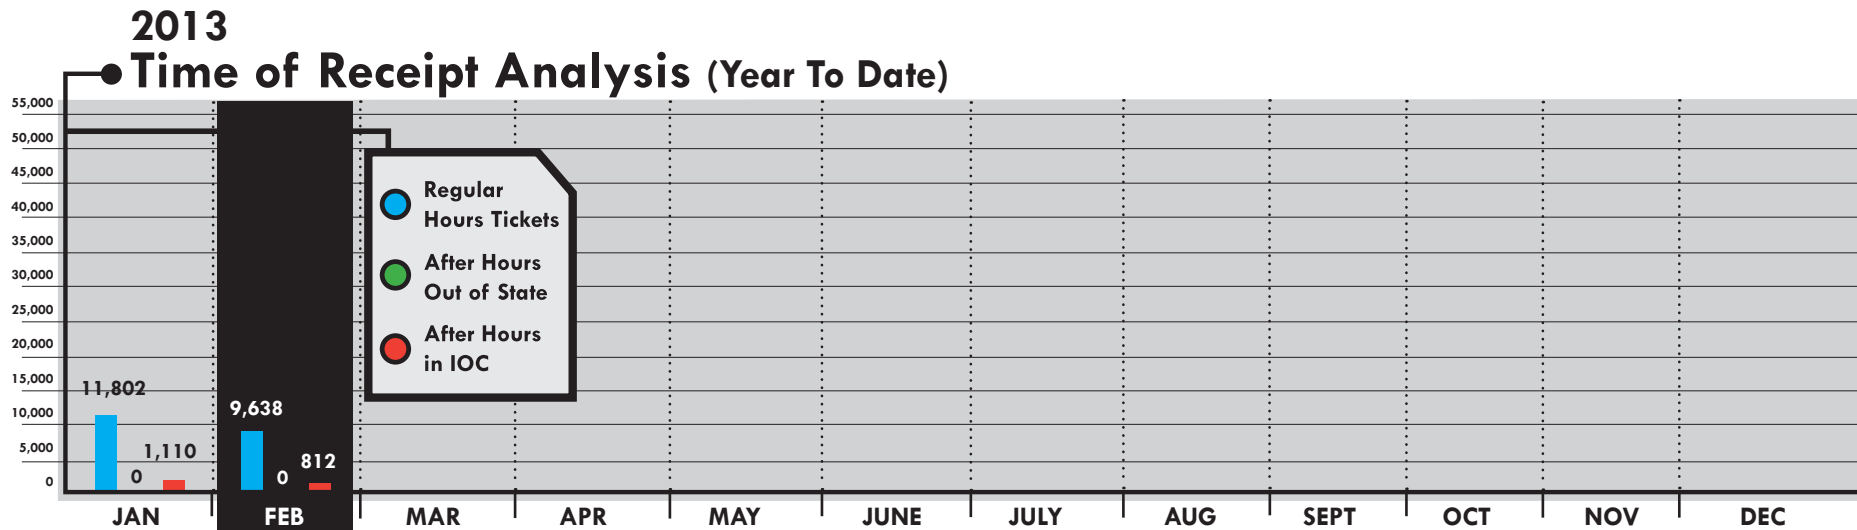 2013
Time of Receipt Analysis (Year To Date)
55,000
50,000
45,000
40,000
35,000
30,000
25,000
20,000
15,000
10,000
5,000
0
Regular
Hours Tickets
After Hours
Out of State
After Hours
in IOC
11,802
0
1,110
9,638
0
812
JAN FEB MAR APR MAY JUNE JULY AUG SEPT OCT NOV DEC